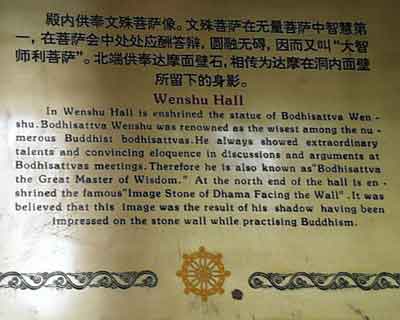 殿内供奉文殊菩萨像。文殊菩萨在无量菩萨中智慧第
一，在菩萨会中处处应酬答辩，圆融无碍，因而又叫“大智
师利菩萨”。北端供奉达摩面壁石，相传为达摩在洞内面壁
所留下的身影。
Wenshu Hall
In Wenshu Hall is enshrined the statue of Bodhisattva Wen -
shu. Bodhisattva Wenshu was renowned as the wisest among the nu -
merous Buddhist bodhisattvas. He always showed extraordinary
talents and convincing eloquence in discussions and arguments at
Bodhisattvas meetings. Therefore he is also known as "Bodhisattva
the Great Master of Wisdom." At the north end of the hall is en -
shrined the famous "Image Stone of Dhama Facing the Wall". It was
believed that this image was the result of his shadow having been
impressed on the stone wall while practising Buddhism.